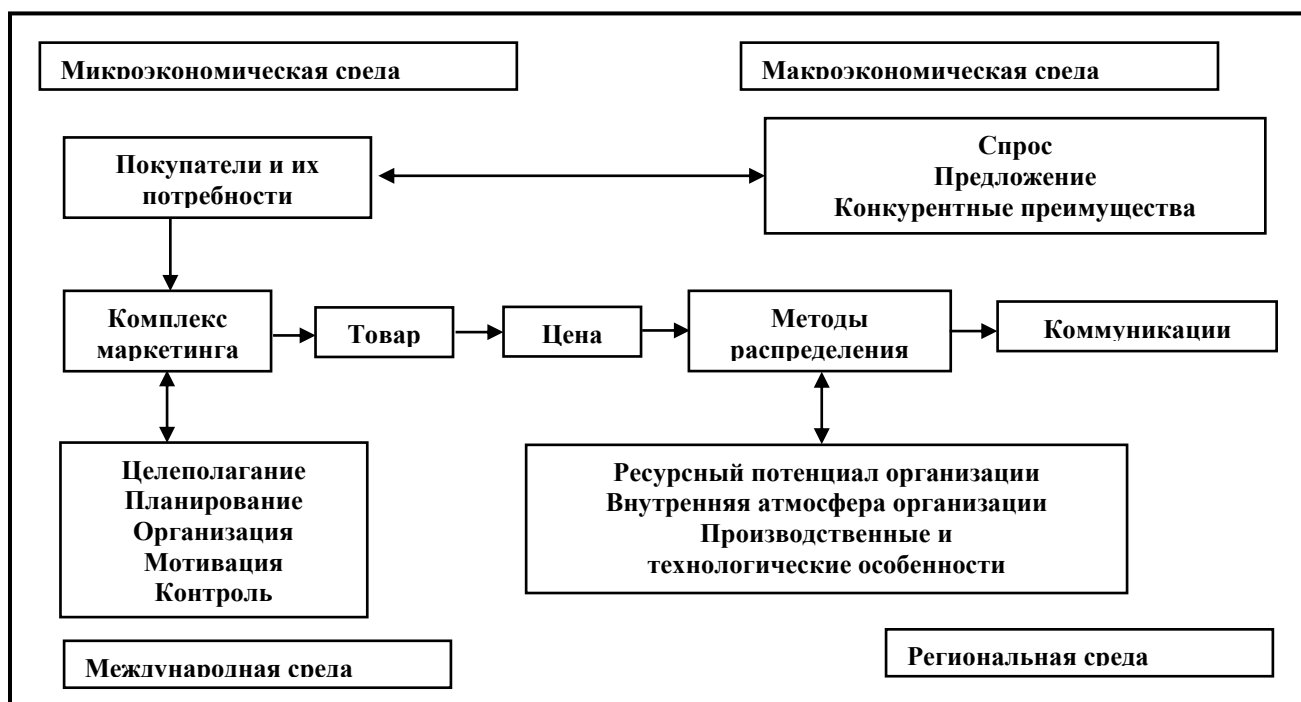 Микроэкономическая среда
Макроэкономическая среда
Покупатели и их
потребности
Спрос
Предложение
Конкурентные преимущества
Комплекс
маркетинга
Товар
Цена
Методы
распределения
Коммуникации
Целеполагание
Планирование
Организация
Мотивация
Контроль
Ресурсный потенциал организации
Внутренняя атмосфера организации
Производственные и
технологические особенности
Международная среда
Региональная среда